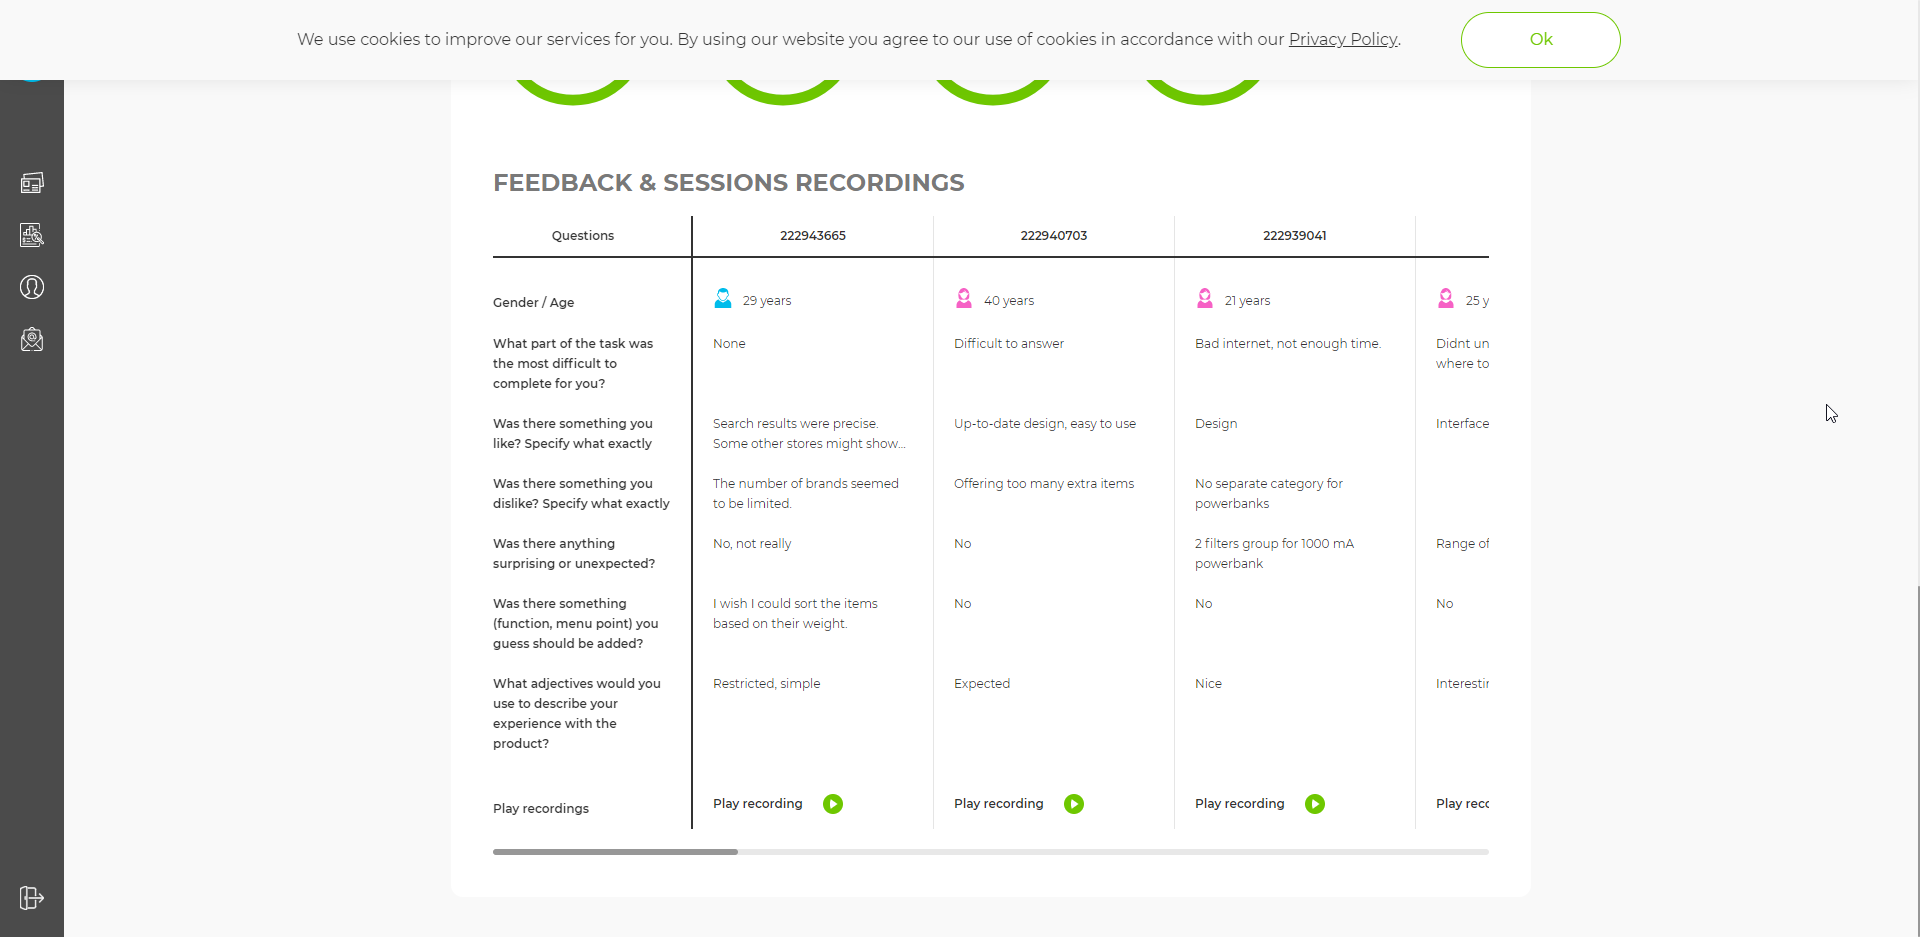 We use cookies to improve our services for you. By using our website you agree to our use of cookies in accordance with our Privacy Policy.
Ok
FEEDBACK & SESSIONS RECORDINGS
Questions
222943665
222940703
222939041
Gender / Age
29 years
40 years
21 years
25 y
What part of the task was
the most difficult to
complete for you?
None
Difficult to answer
Bad internet, not enough time.
Didnt un
where to
Was there something you
like? Specify what exactly
Search results were precise.
Some other stores might show...
Up-to-date design, easy to use
Design
Interface
Was there something you
dislike? Specify what exactly
The number of brands seemed
to be limited.
Offering too many extra items
No separate category for
powerbanks
Was there anything
surprising or unexpected?
No, not really
No
2 filters group for 1000 mA
powerbank
Range of
Was there something
(function, menu point) you
guess should be added?
I wish I could sort the items
based on their weight.
No
No
No
What adjectives would you
use to describe your
experience with the
product?
Restricted, simple
Expected
Nice
Play recordings
Play recording
Play recording
Play recording
Play